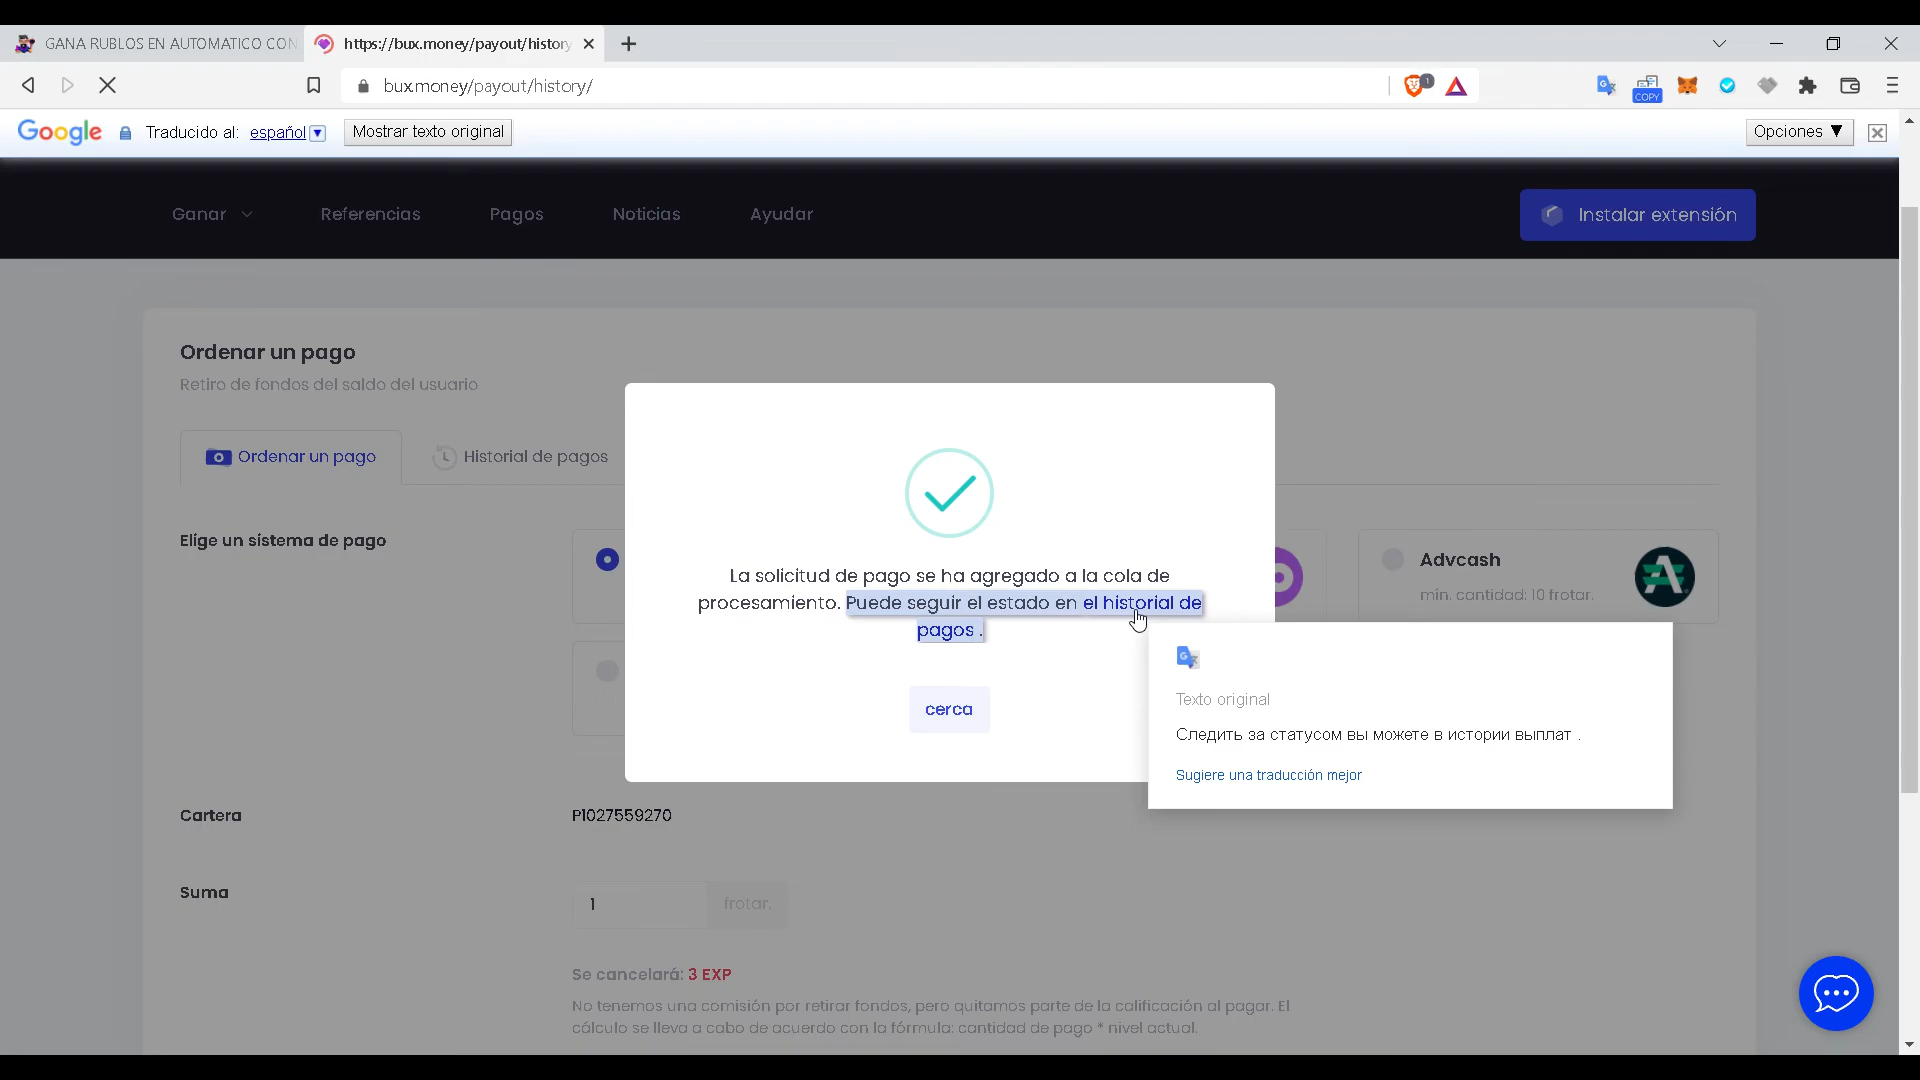 GANA RUBLOS EN AUTOMATICO CON
https://bux.money/payout/history
bux.money/payout/history/
1
COPY
Google
Traducido al: español
Mostrar texto original
Opciones ▼
Ganar
Referencias
Pagos
Noticias
Ayudar
Instalar extensión
Ordenar un pago
Retiro de fondos del saldo del usuario
Ordenar un pago
Historial de pagos
Elige un sistema de pago
Advcash
mín. cantidad: 10 frotar.
La solicitud de pago se ha agregado a la cola de
procesamiento. Puede seguir el estado en el historial de
pagos .
cerca
Texto original
Следить за статусом вы можете в истории выплат .
Sugiere una traducción mejor
Cartera
P1027559270
Suma
1
frotar.
Se cancelará: 3 EXP
No tenemos una comisión por retirar fondos, pero quitamos parte de la calificación al pagar. El
cálculo se lleva a cabo de acuerdo con la fórmula: cantidad de pago * nivel actual.